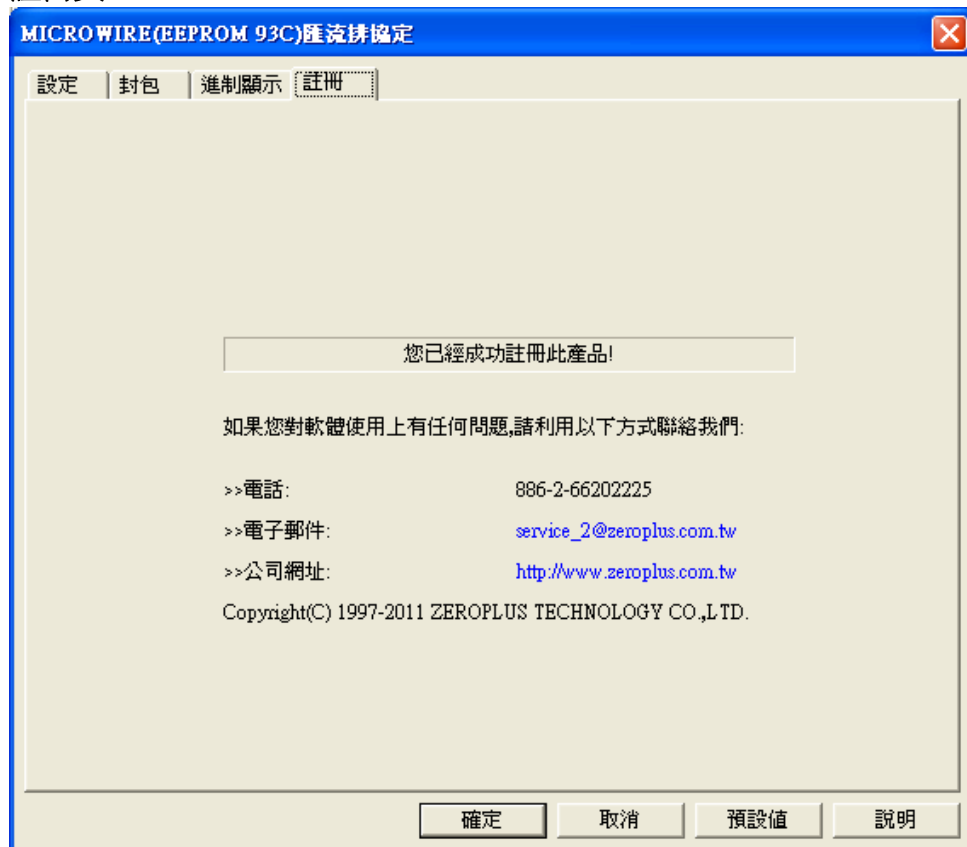 MICROWIRE(EEPROM 93C)匯流排協定
設定 封包 進制顯示 註冊
您已經成功註冊此產品!
如果您對軟體使用上有任何問題,請利用以下方式聯絡我們:
>>電話: 886-2-66202225
>>電子郵件: service_2@zeroplus.com.tw
>>公司網址: http://www.zeroplus.com.tw
Copyright(C) 1997-2011 ZEROPLUS TECHNOLOGY CO.,LTD.
確定 取消 預設值 說明